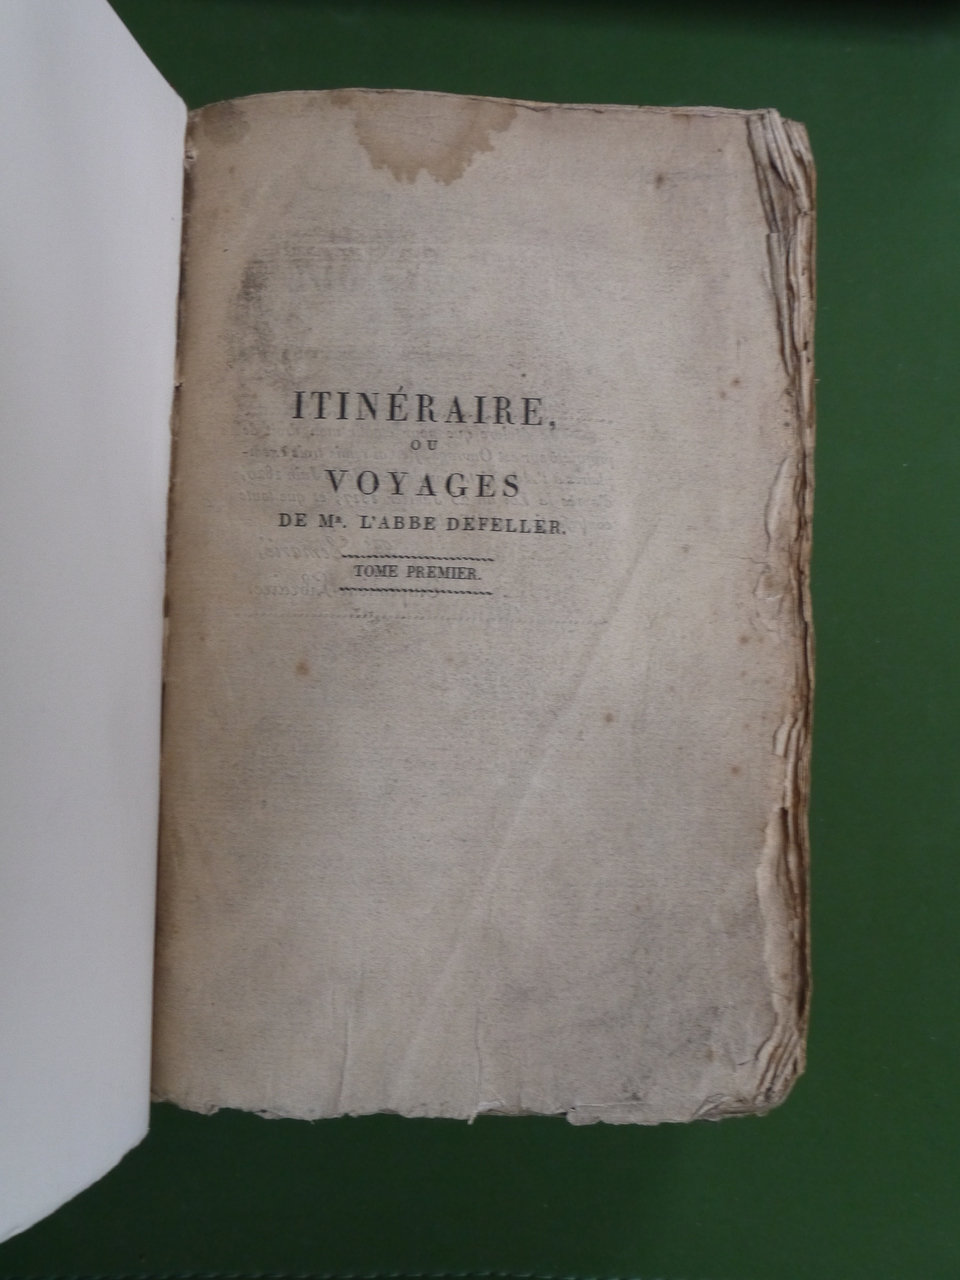 ITINÉRAIRE,
OU
VOYAGES
DE Mᴿ. L'ABBE DEFELLER.
TOME PREMIER.